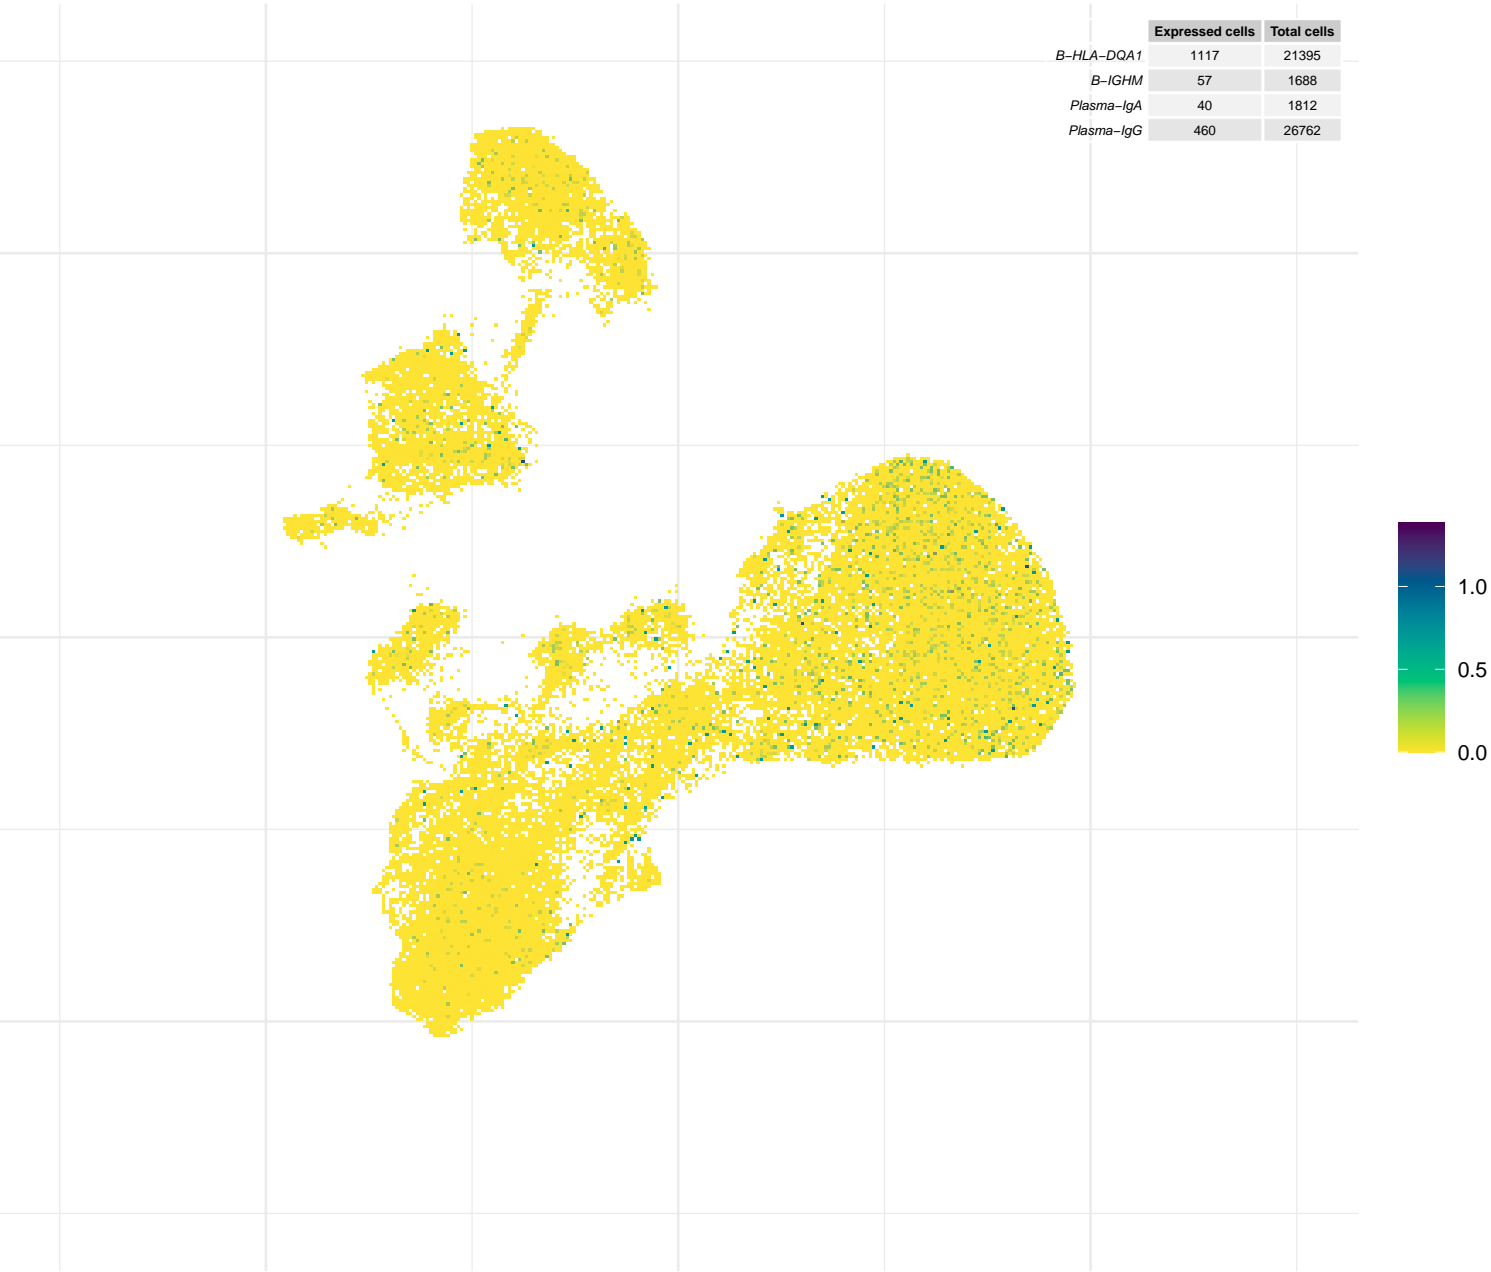 Expressed cells Total cells
B−HLA−DQA1 1117 21395
B−IGHM 57 1688
Plasma−IgA 40 1812
Plasma−IgG 460 26762
1.0
0.5
0.0